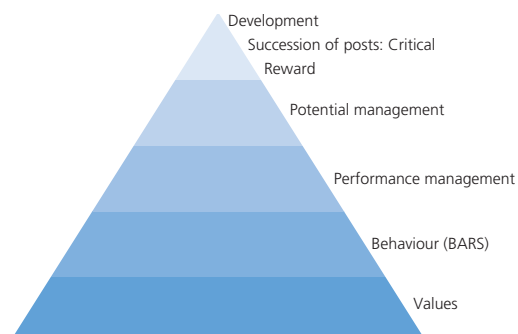 Development
Succession of posts: Critical
Reward
Potential management
Performance management
Behaviour (BARS)
Values